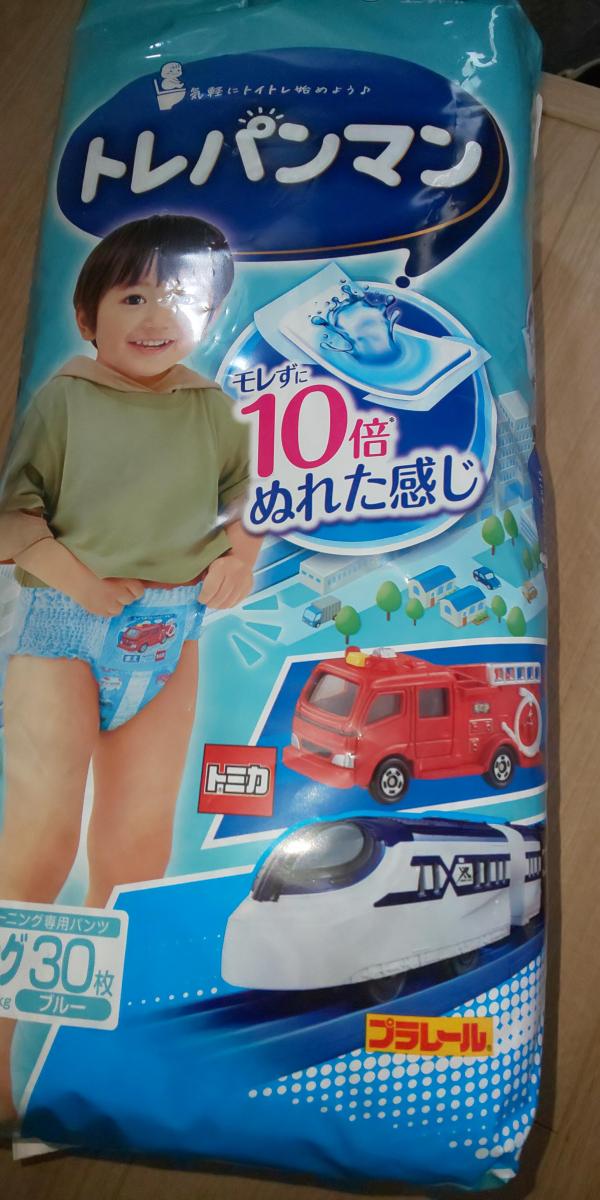 気軽にトイトレ始めよう♪
トレパンマン
モレずに
10倍*
ぬれた感じ
トミカ
ーニング専用パンツ
グ30枚
kg
ブルー
プラレール